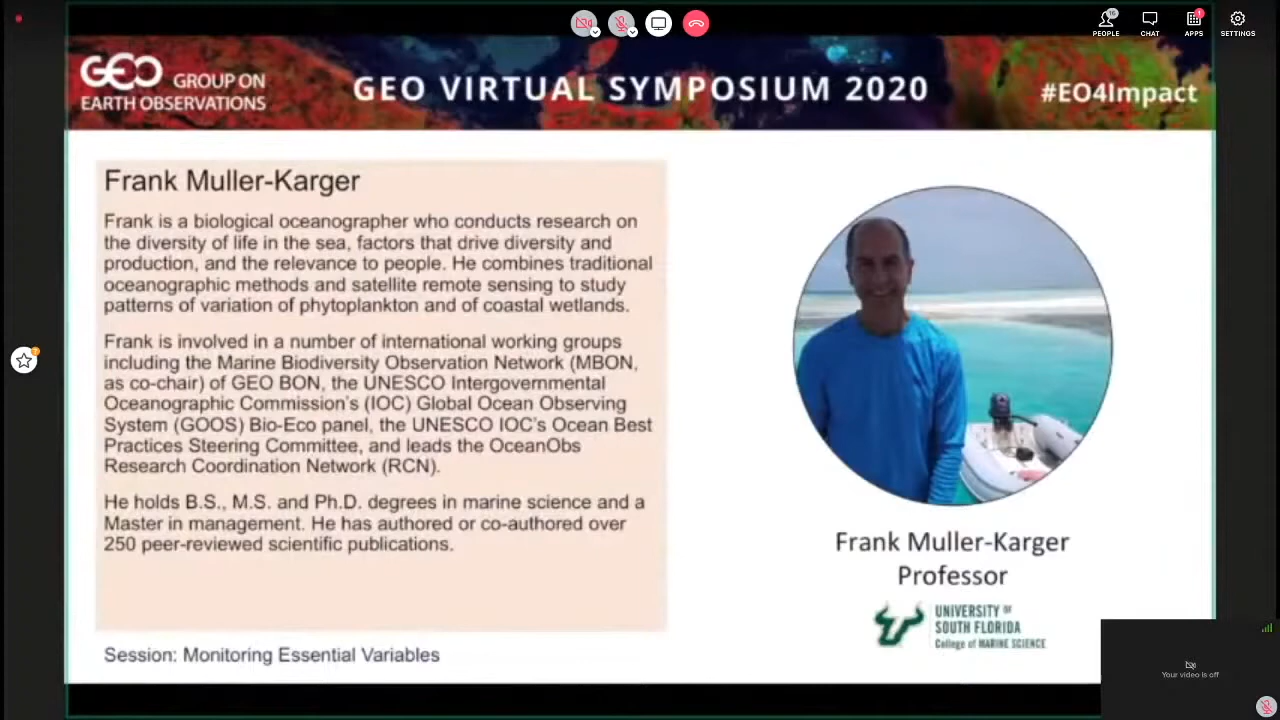 16
1
PEOPLE
CHAT
APPS
SETTINGS
GEO GROUP ON
EARTH OBSERVATIONS
GEO VIRTUAL SYMPOSIUM 2020
#EO4Impact
Frank Muller-Karger
Frank is a biological oceanographer who conducts research on
the diversity of life in the sea, factors that drive diversity and
production, and the relevance to people. He combines traditional
oceanographic methods and satellite remote sensing to study
patterns of variation of phytoplankton and of coastal wetlands.
Frank is involved in a number of international working groups
including the Marine Biodiversity Observation Network (MBON,
as co-chair) of GEO BON, the UNESCO Intergovernmental
Oceanographic Commission's (IOC) Global Ocean Observing
System (GOOS) Bio-Eco panel, the UNESCO IOC's Ocean Best
Practices Steering Committee, and leads the OceanObs
Research Coordination Network (RCN).
He holds B.S., M.S. and Ph.D. degrees in marine science and a
Master in management. He has authored or co-authored over
250 peer-reviewed scientific publications.
Session: Monitoring Essential Variables
Frank Muller-Karger
Professor
UNIVERSITY OF
SOUTH FLORIDA
College of MARINE SCIENCE
Your video is off